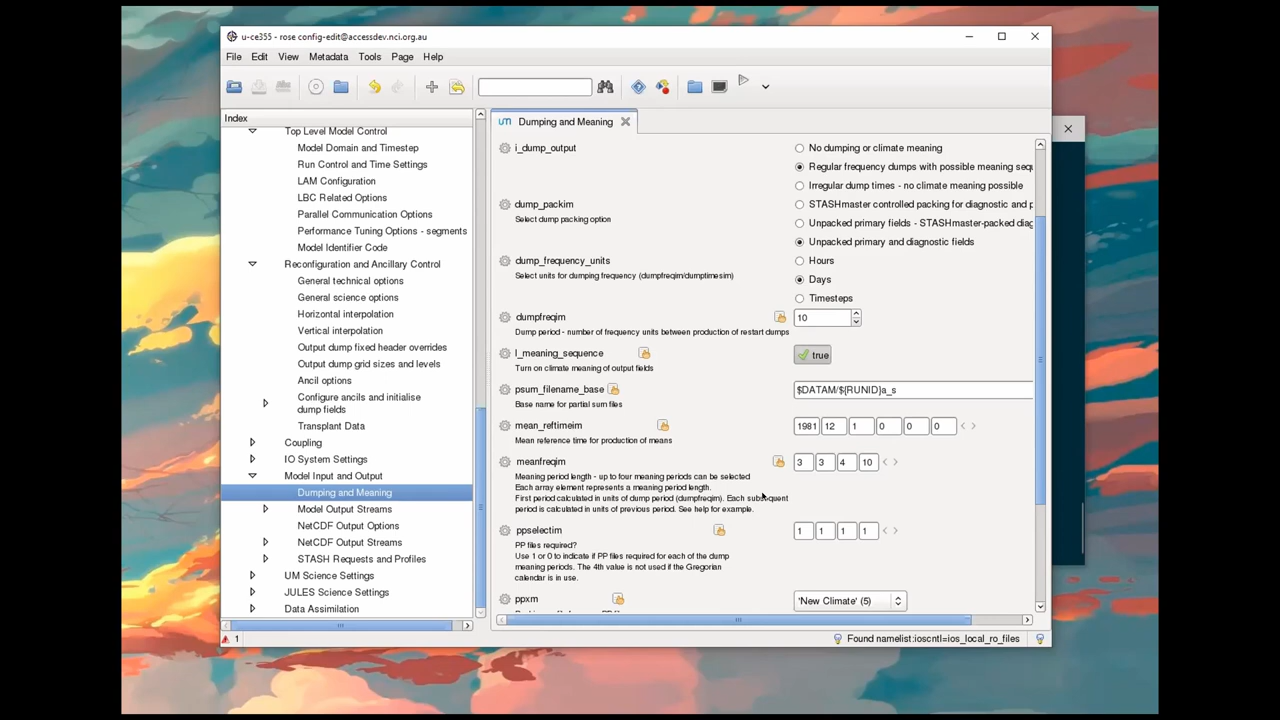 u-ce355 - rose config-edit@accessdev.nci.org.au
File Edit View Metadata Tools Page Help
Index
Top Level Model Control
Model Domain and Timestep
Run Control and Time Settings
LAM Configuration
LBC Related Options
Parallel Communication Options
Performance Tuning Options - segments
Model Identifier Code
Reconfiguration and Ancillary Control
General technical options
General science options
Horizontal interpolation
Vertical interpolation
Output dump fixed header overrides
Output dump grid sizes and levels
Ancil options
Configure ancils and initialise
dump fields
Transplant Data
Coupling
IO System Settings
Model Input and Output
Dumping and Meaning
Model Output Streams
NetCDF Output Options
NetCDF Output Streams
STASH Requests and Profiles
UM Science Settings
JULES Science Settings
Data Assimilation
um Dumping and Meaning
i_dump_output
No dumping or climate meaning
Regular frequency dumps with possible meaning seq
Irregular dump times - no climate meaning possible
dump_packim
Select dump packing option
STASHmaster controlled packing for diagnostic and p
Unpacked primary fields - STASHmaster-packed diag
Unpacked primary and diagnostic fields
dump_frequency_units
Select units for dumping frequency (dumpfreqim/dumptimesim)
Hours
Days
Timesteps
dumpfreqim
10
Dump period - number of frequency units between production of restart dumps
l_meaning_sequence
true
Turn on climate meaning of output fields
psum_filename_base
$DATAM/${RUNID}a_s
Base name for partial sum files
mean_reftimeim
1981 12 1 0 0 0
Mean reference time for production of means
meanfreqim
3 3 4 10
Meaning period length - up to four meaning periods can be selected
Each array element represents a meaning period length.
First period calculated in units of dump period (dumpfreqim). Each subsequent
period is calculated in units of previous period. See help for example.
ppselectim
1 1 1 1
PP files required?
Use 1 or 0 to indicate if PP files required for each of the dump
meaning periods. The 4th value is not used if the Gregorian
calendar is in use.
ppxm
'New Climate' (5)
1
Found namelist:ioscntl=ios_local_ro_files